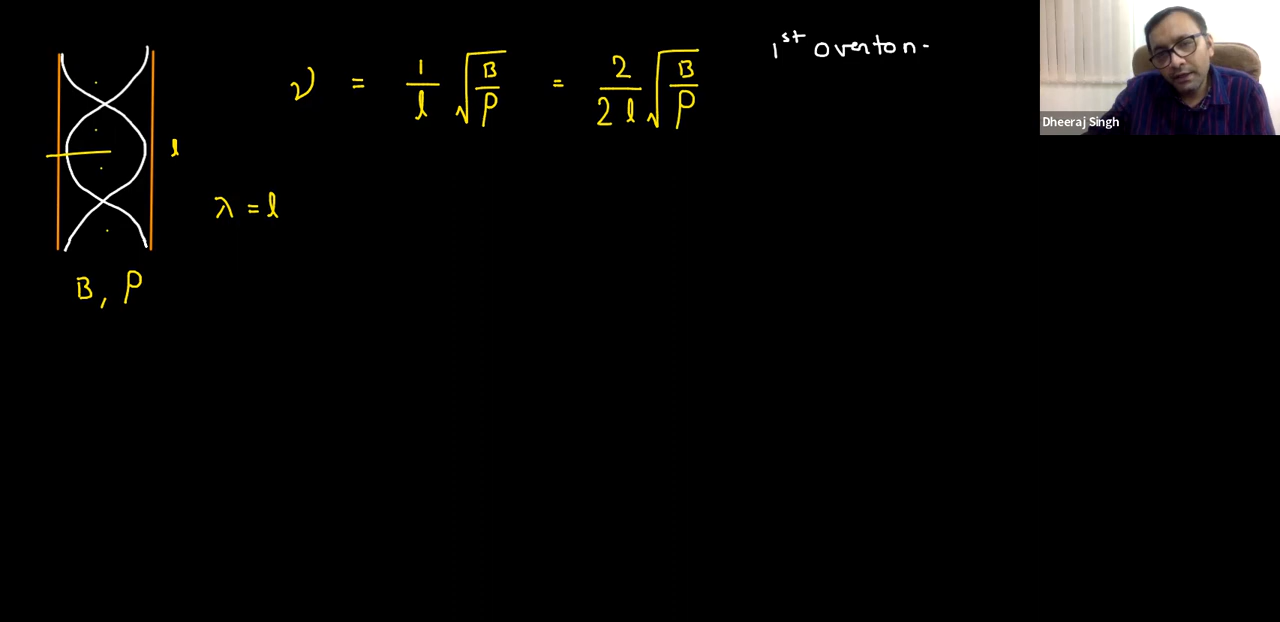 1st overton.
ν = 1/l √(B/ρ) = 2/2l √(B/ρ)
Dheeraj Singh
l
λ = l
B, ρ